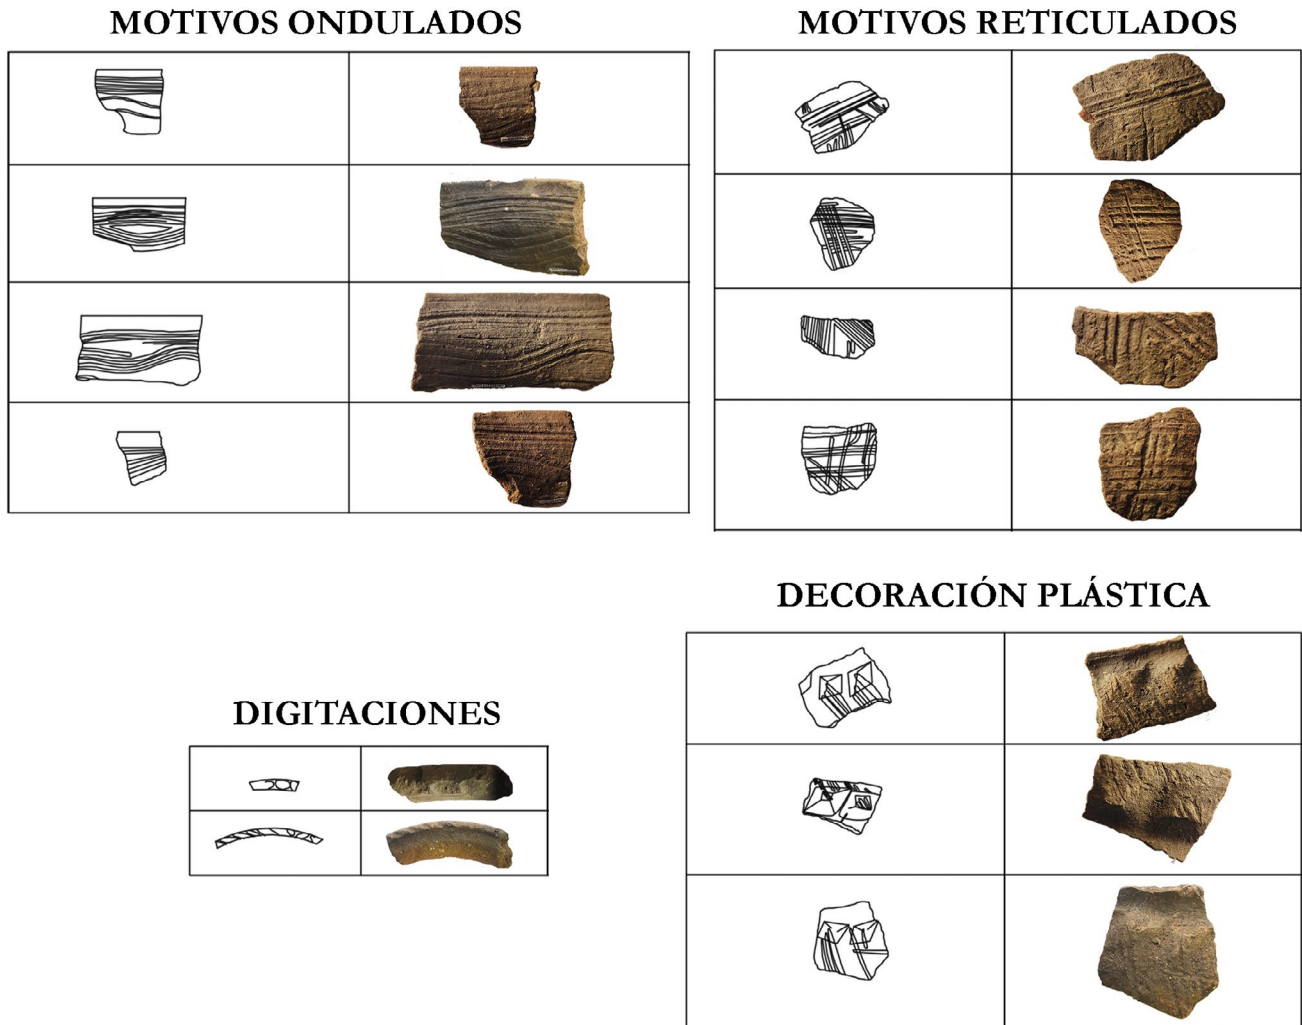 MOTIVOS ONDULADOS
MOTIVOS RETICULADOS
DECORACIÓN PLÁSTICA
DIGITACIONES